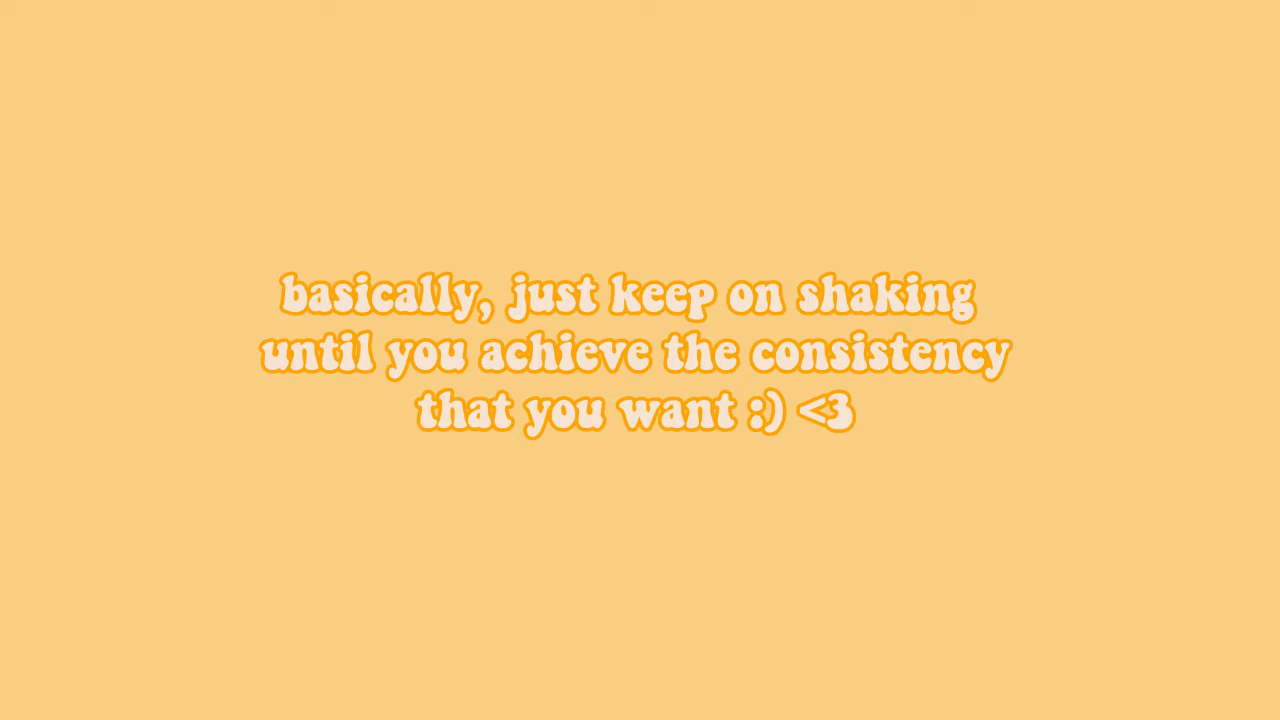 basically, just keep on shaking
until you achieve the consistency
that you want :) <3